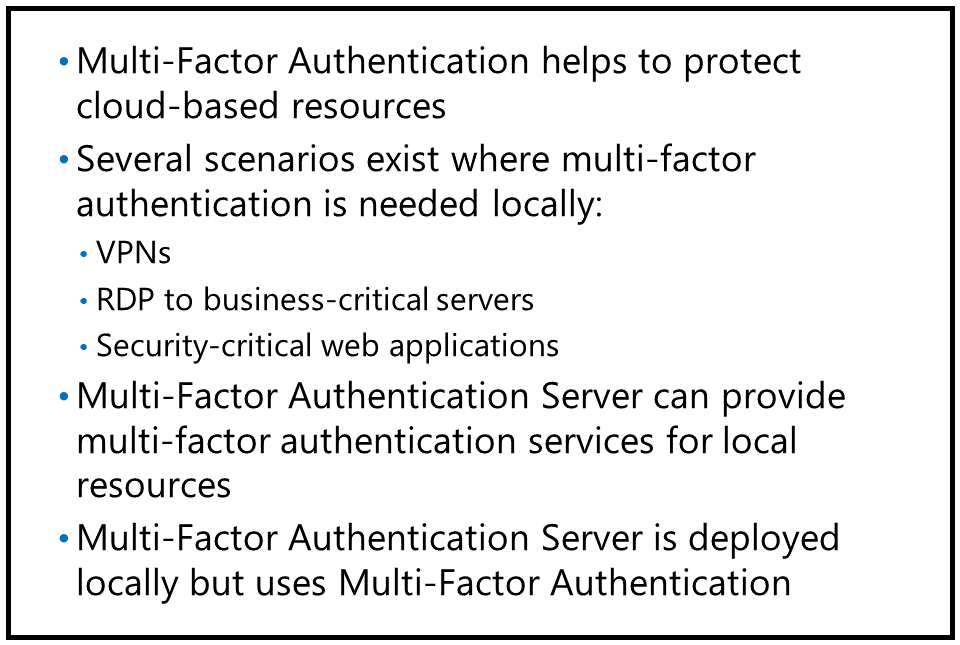 • Multi-Factor Authentication helps to protect
cloud-based resources
• Several scenarios exist where multi-factor
authentication is needed locally:
• VPNs
• RDP to business-critical servers
• Security-critical web applications
• Multi-Factor Authentication Server can provide
multi-factor authentication services for local
resources
• Multi-Factor Authentication Server is deployed
locally but uses Multi-Factor Authentication